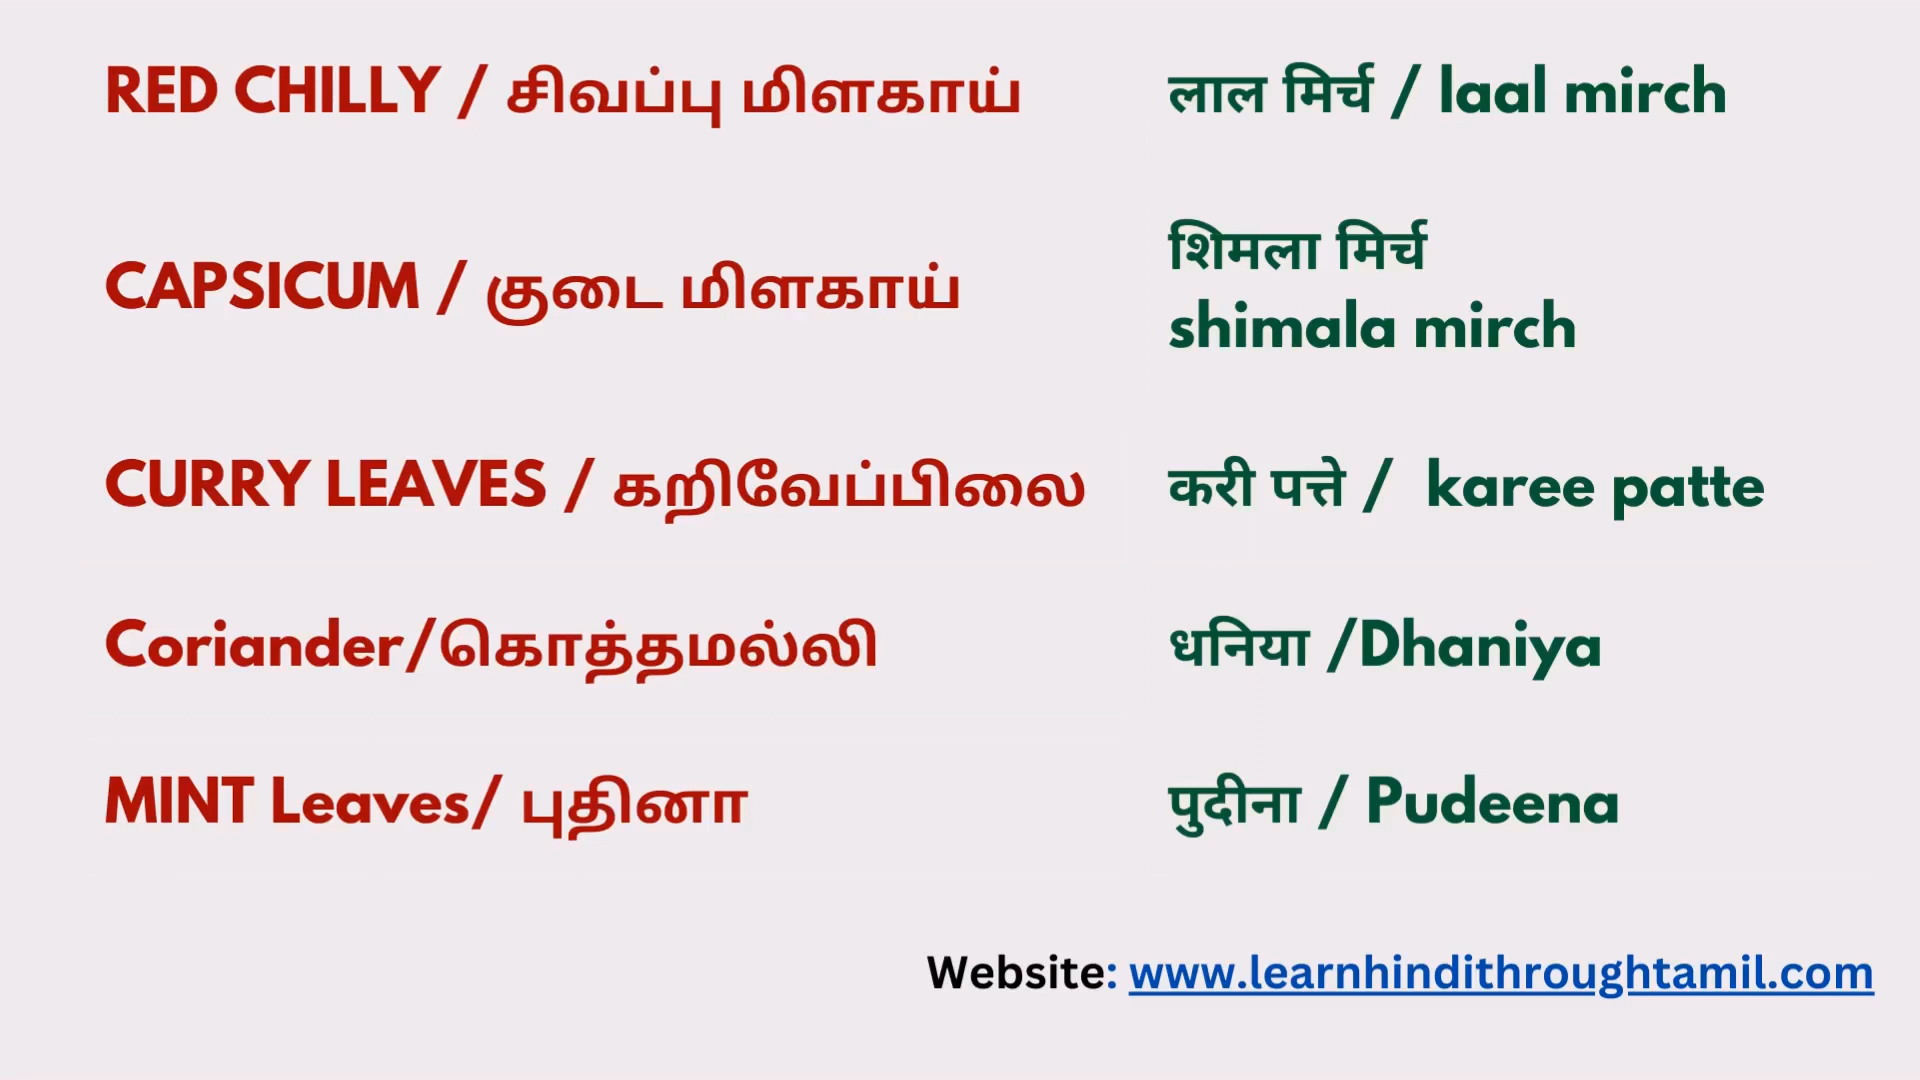 RED CHILLY / சிவப்பு மிளகாய் லால मिर्च / laal mirch
CAPSICUM / குடை மிளகாய் शिमला मिर्च
shimala mirch
CURRY LEAVES / கறிவேப்பிலை करी पत्ते / karee patte
Coriander/கொத்தமல்லி धनिया /Dhaniya
MINT Leaves/ புதினா पुदीना / Pudeena
Website: www.learnhindithroughtamil.com